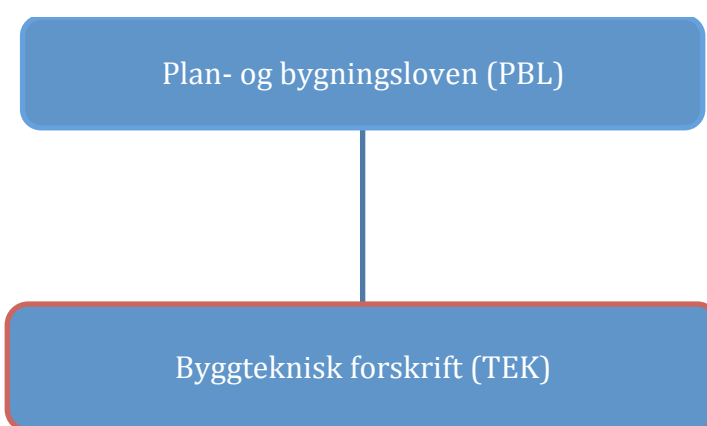 Plan- og bygningsloven (PBL)
Byggteknisk forskrift (TEK)